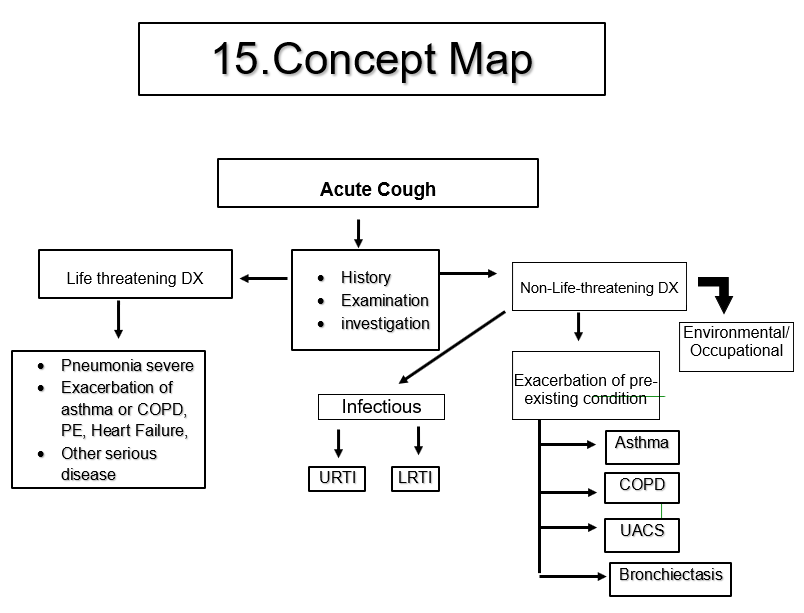 15.Concept Map
Acute Cough
Life threatening DX
• History
• Examination
• investigation
Non-Life-threatening DX
Environmental/
Occupational
• Pneumonia severe
• Exacerbation of
asthma or COPD,
PE, Heart Failure,
• Other serious
disease
Infectious
URTI
LRTI
Exacerbation of pre-
existing condition
Asthma
COPD
UACS
Bronchiectasis